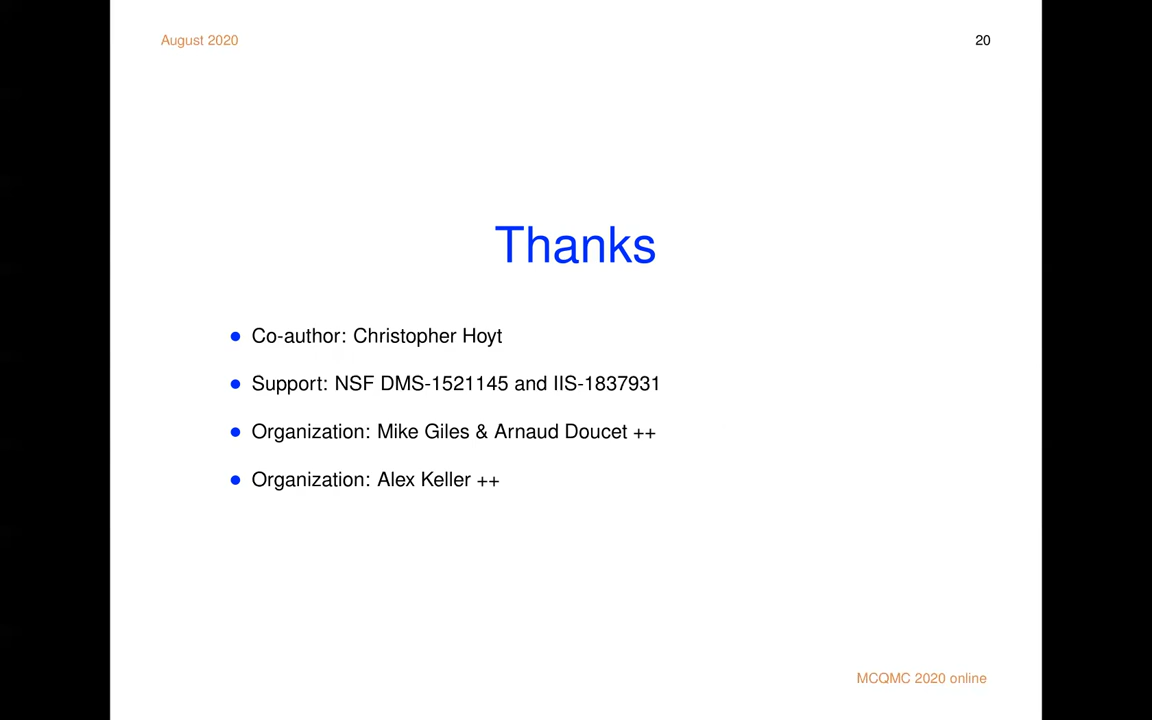 August 2020
20
Thanks
• Co-author: Christopher Hoyt
• Support: NSF DMS-1521145 and IIS-1837931
• Organization: Mike Giles & Arnaud Doucet ++
• Organization: Alex Keller ++
MCQMC 2020 online